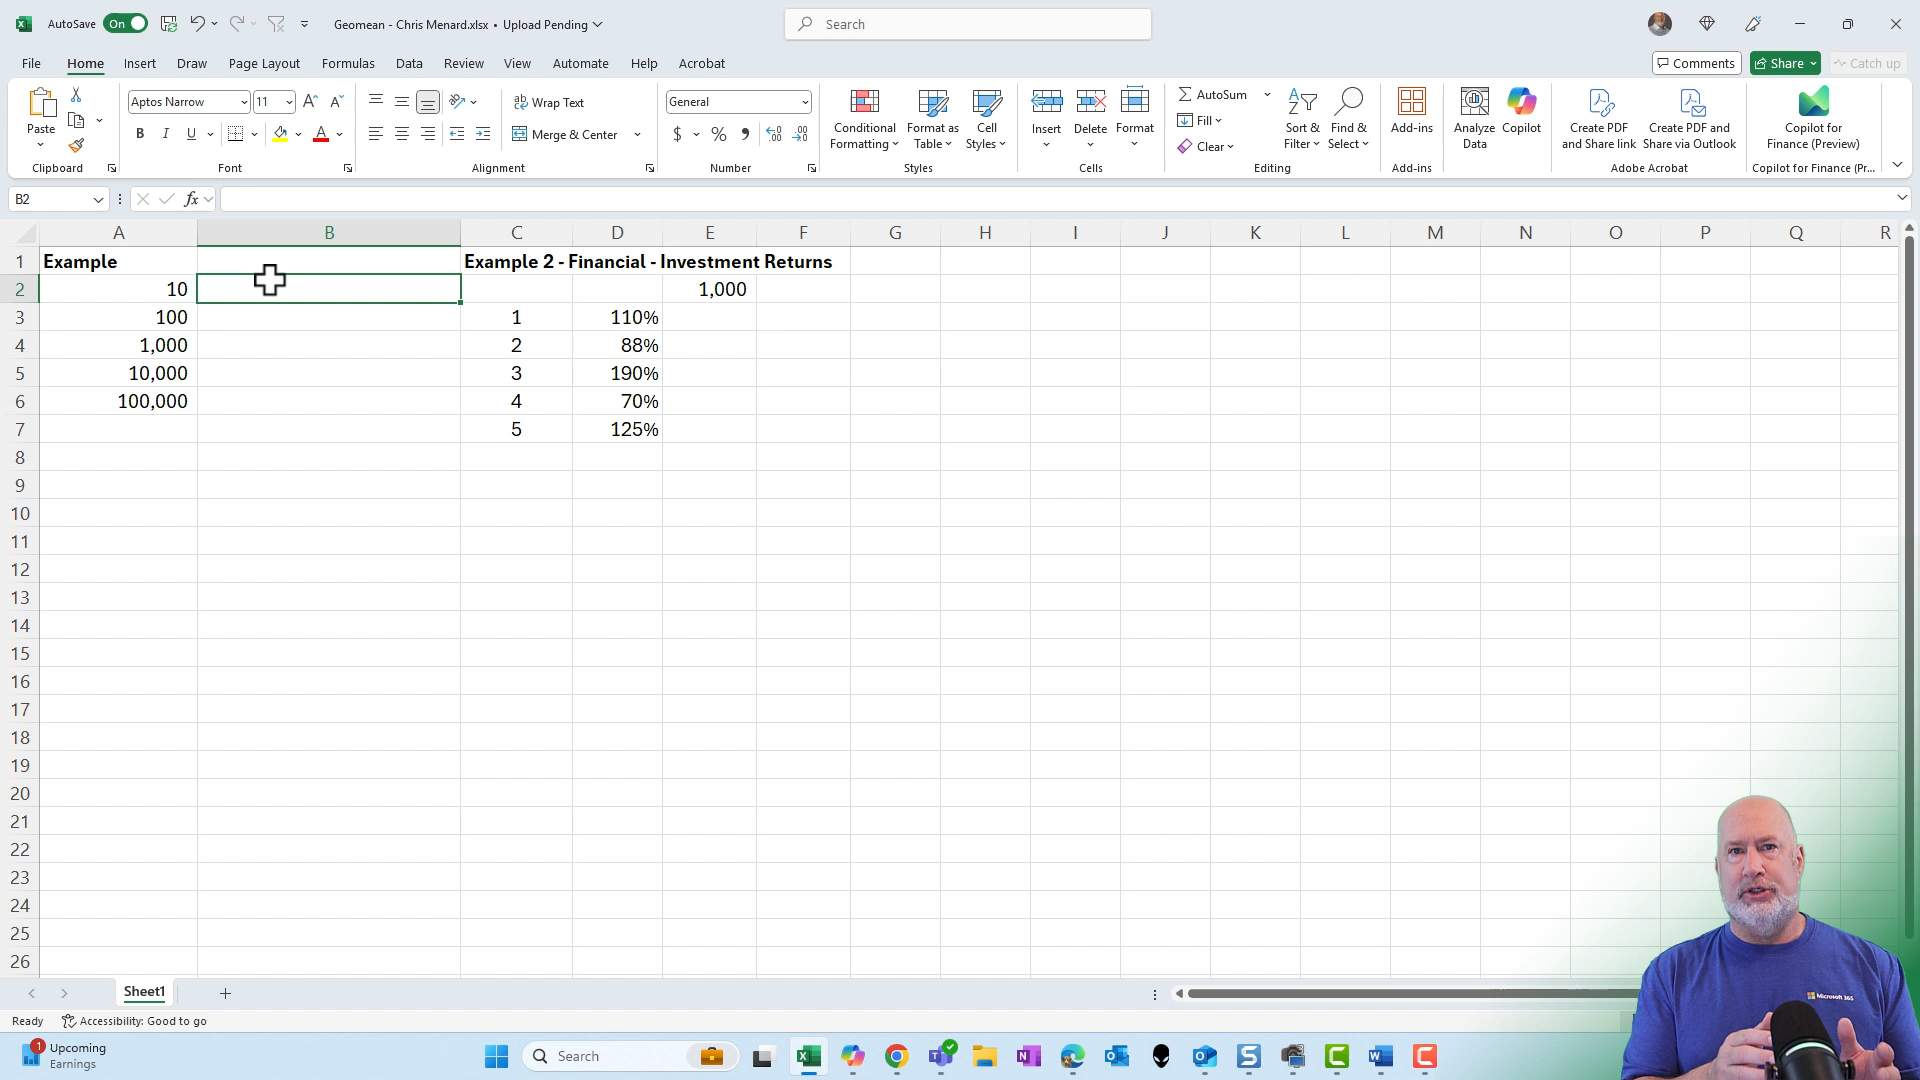 AutoSave On Geomean - Chris Menard.xlsx • Upload Pending Search
File Home Insert Draw Page Layout Formulas Data Review View Automate Help Acrobat Comments Share Catch up
Paste Aptos Narrow 11 Wrap Text General AutoSum
B I U Merge & Center $ % Fill
Conditional Formatting Format as Table Cell Styles Insert Delete Format Clear Sort & Filter Find & Select Add-ins Analyze Data Copilot Create PDF and Share link Create PDF and Share via Outlook Copilot for Finance (Preview)
Clipboard Font Alignment Number Styles Cells Editing Add-ins Adobe Acrobat Copilot for Finance (Pr...
B2 fx
A B C D E F G H I J K L M N O P Q R
1 Example Example 2 - Financial - Investment Returns
2 10 1,000
3 100 1 110%
4 1,000 2 88%
5 10,000 3 190%
6 100,000 4 70%
7 5 125%
8
9
10
11
12
13
14
15
16
17
18
19
20
21
22
23
24
25
26
Sheet1
Microsoft 365
Ready Accessibility: Good to go
1 Upcoming Search
Earnings